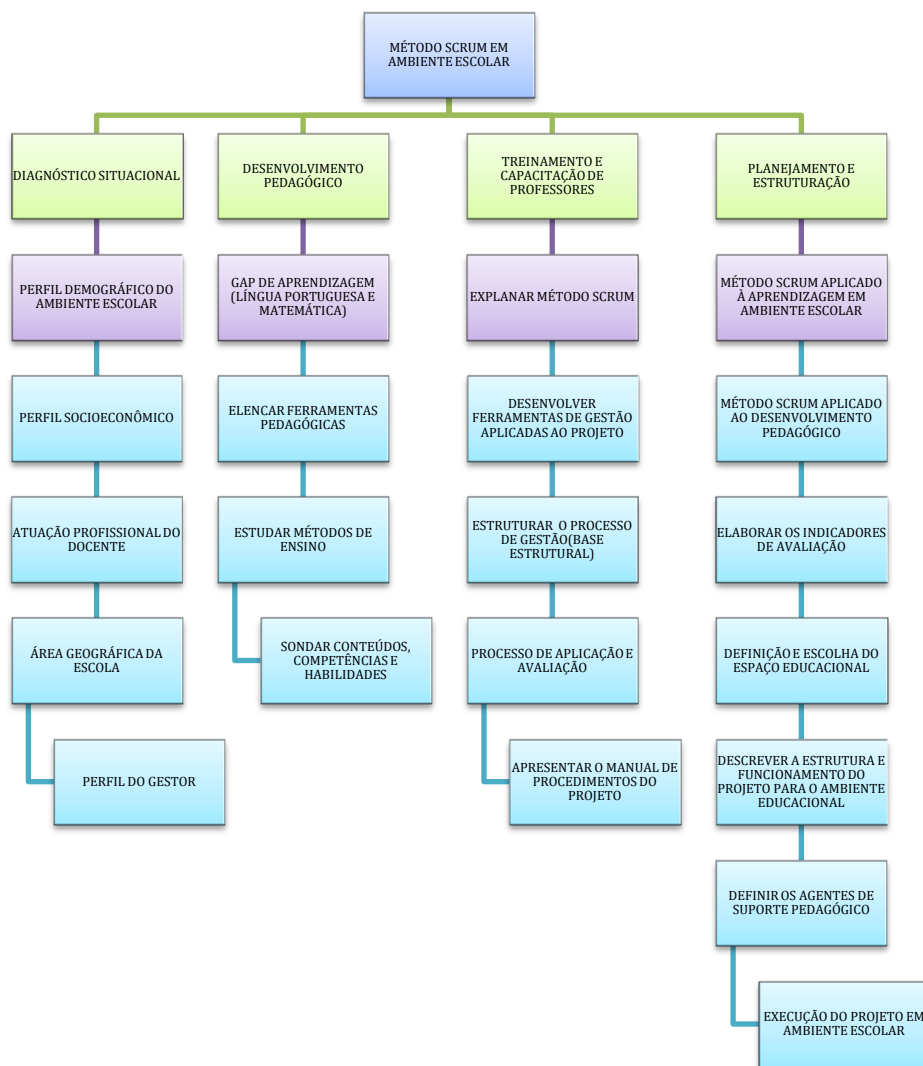 MÉTODO SCRUM EM
AMBIENTE ESCOLAR
DIAGNÓSTICO SITUACIONAL
DESENVOLVIMENTO
PEDAGÓGICO
TREINAMENTO E
CAPACITAÇÃO DE
PROFESSORES
PLANEJAMENTO E
ESTRUTURAÇÃO
PERFIL DEMOGRÁFICO DO
AMBIENTE ESCOLAR
GAP DE APRENDIZAGEM
(LÍNGUA PORTUGUESA E
MATEMÁTICA)
EXPLANAR MÉTODO SCRUM
MÉTODO SCRUM APLICADO
À APRENDIZAGEM EM
AMBIENTE ESCOLAR
PERFIL SOCIOECONÔMICO
ELENCAR FERRAMENTAS
PEDAGÓGICAS
DESENVOLVER
FERRAMENTAS DE GESTÃO
APLICADAS AO PROJETO
MÉTODO SCRUM APLICADO
AO DESENVOLVIMENTO
PEDAGÓGICO
ATUAÇÃO PROFISSIONAL DO
DOCENTE
ESTUDAR MÉTODOS DE
ENSINO
ESTRUTURAR O PROCESSO
DE GESTÃO(BASE
ESTRUTURAL)
ELABORAR OS INDICADORES
DE AVALIAÇÃO
ÁREA GEOGRÁFICA DA
ESCOLA
SONDAR CONTEÚDOS,
COMPETÊNCIAS E
HABILIDADES
PROCESSO DE APLICAÇÃO E
AVALIAÇÃO
DEFINIÇÃO E ESCOLHA DO
ESPAÇO EDUCACIONAL
PERFIL DO GESTOR
APRESENTAR O MANUAL DE
PROCEDIMENTOS DO
PROJETO
DESCREVER A ESTRUTURA E
FUNCIONAMENTO DO
PROJETO PARA O AMBIENTE
EDUCACIONAL
DEFINIR OS AGENTES DE
SUPORTE PEDAGÓGICO
EXECUÇÃO DO PROJETO EM
AMBIENTE ESCOLAR